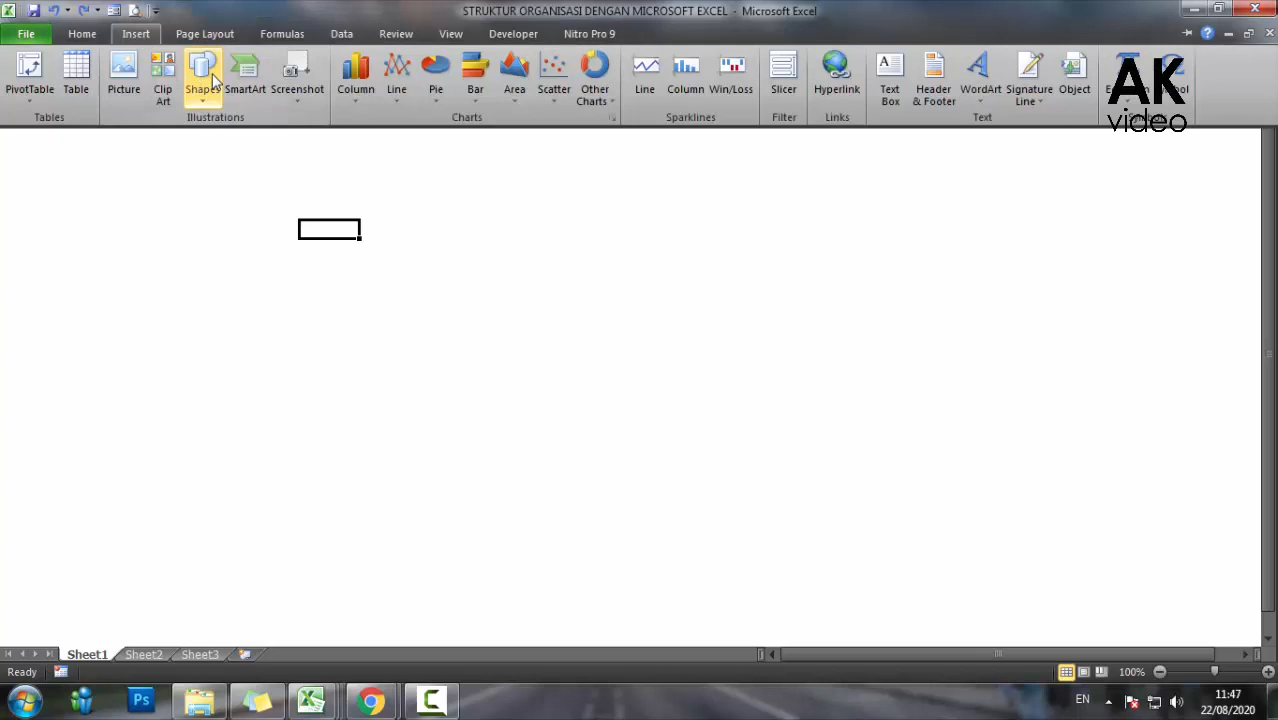 STRUKTUR ORGANISASI DENGAN MICROSOFT EXCEL - Microsoft Excel
File Home Insert Page Layout Formulas Data Review View Developer Nitro Pro 9
PivotTable Table Picture Clip Art Shapes SmartArt Screenshot Column Line Pie Bar Area Scatter Other Charts Line Column Win/Loss Slicer Hyperlink Text Box Header & Footer WordArt Signature Line Object
AK
video
Tables Illustrations Charts Sparklines Filter Links Text
Sheet1 Sheet2 Sheet3
Ready 100%
Ps EN 11:47
22/08/2020